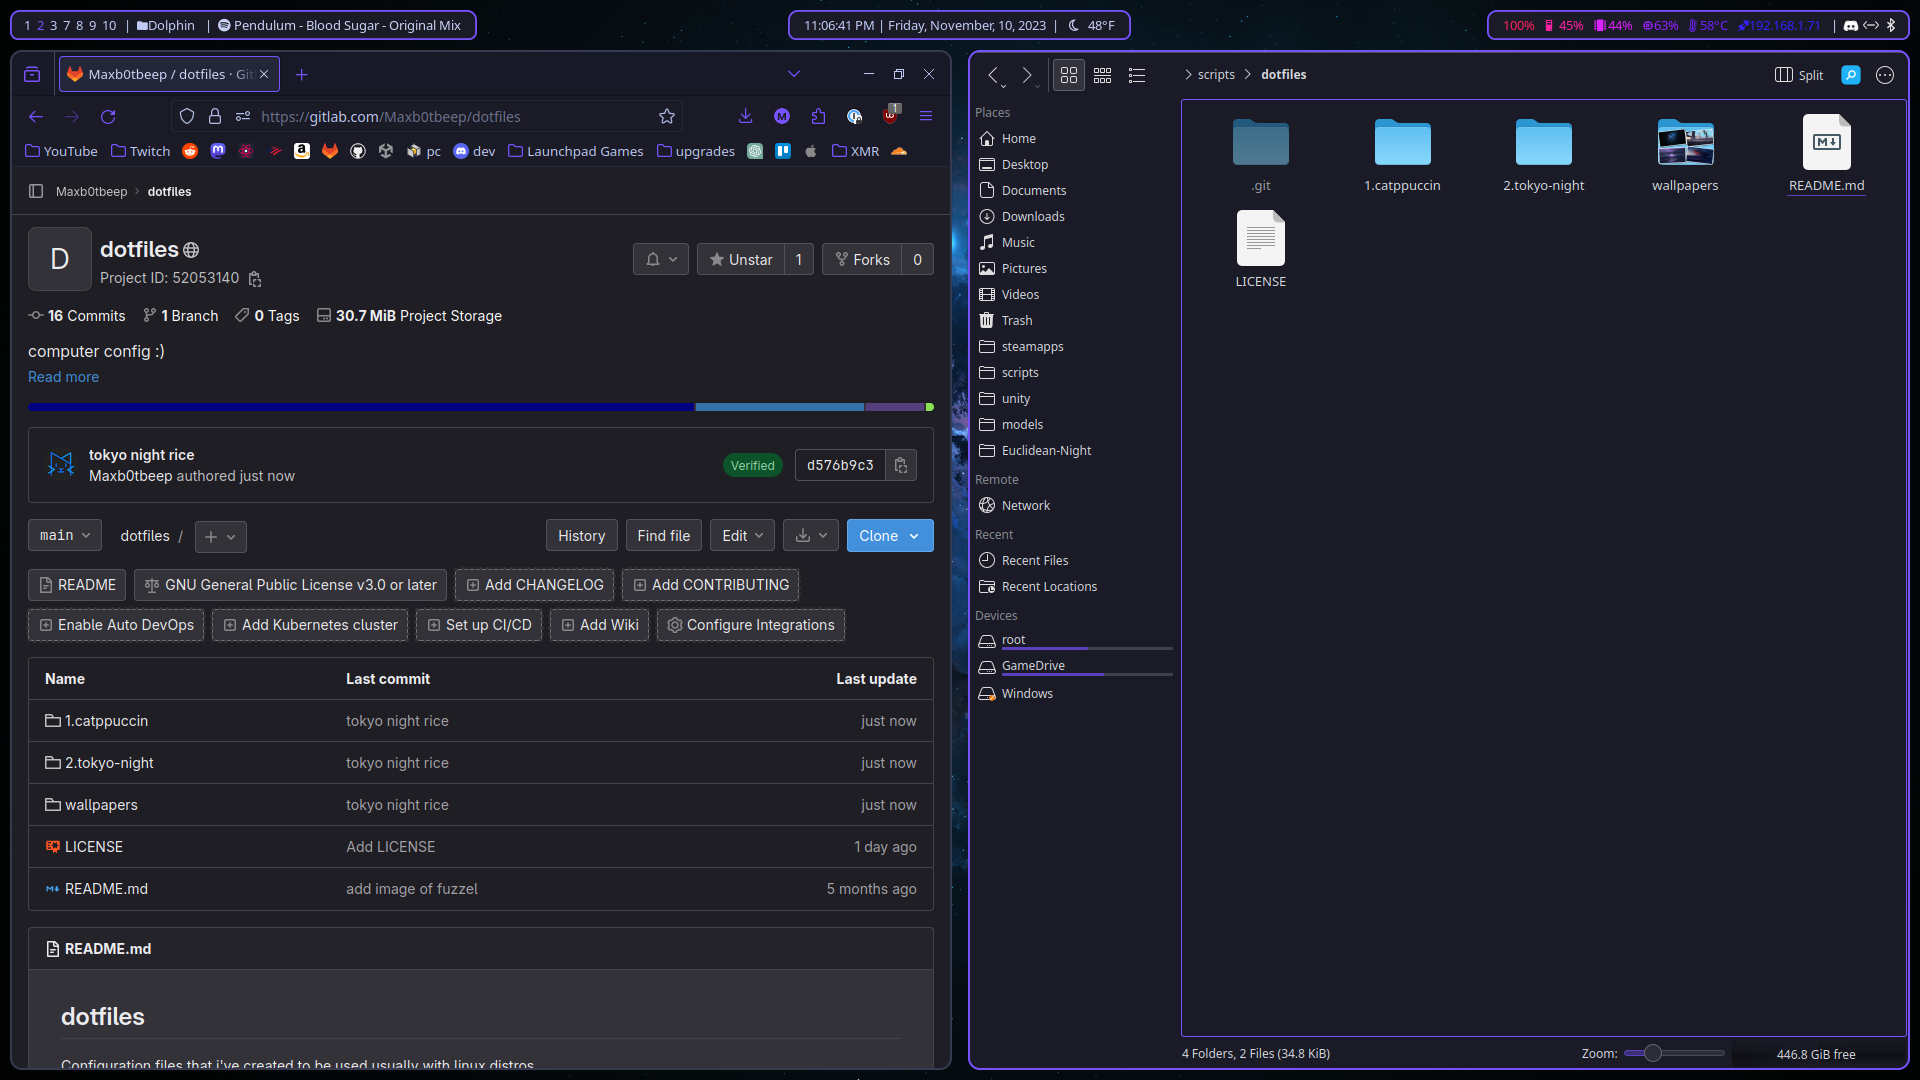 1 2 3 7 8 9 10 | Dolphin | Pendulum - Blood Sugar - Original Mix
11:06:41 PM | Friday, November, 10, 2023 | 48°F
100% 45% 44% 63% 58°C 192.168.1.71 |
Maxb0tbeep / dotfiles · Git
https://gitlab.com/Maxb0tbeep/dotfiles
1
YouTube Twitch pc dev Launchpad Games upgrades XMR
Maxb0tbeep › dotfiles
D
dotfiles
Project ID: 52053140
Unstar 1 Forks 0
16 Commits 1 Branch 0 Tags 30.7 MiB Project Storage
computer config :)
Read more
tokyo night rice
Maxb0tbeep authored just now
Verified d576b9c3
main dotfiles / + History Find file Edit Clone
README GNU General Public License v3.0 or later Add CHANGELOG Add CONTRIBUTING
Enable Auto DevOps Add Kubernetes cluster Set up CI/CD Add Wiki Configure Integrations
Name Last commit Last update
1.catppuccin tokyo night rice just now
2.tokyo-night tokyo night rice just now
wallpapers tokyo night rice just now
LICENSE Add LICENSE 1 day ago
README.md add image of fuzzel 5 months ago
README.md
dotfiles
Configuration files that i've created to be used usually with linux distros
> scripts > dotfiles
Split
Places
Home
Desktop
Documents
Downloads
Music
Pictures
Videos
Trash
steamapps
scripts
unity
models
Euclidean-Night
Remote
Network
Recent
Recent Files
Recent Locations
Devices
root
GameDrive
Windows
.git 1.catppuccin 2.tokyo-night wallpapers README.md
LICENSE
4 Folders, 2 Files (34.8 KiB)
Zoom:
446.8 GiB free